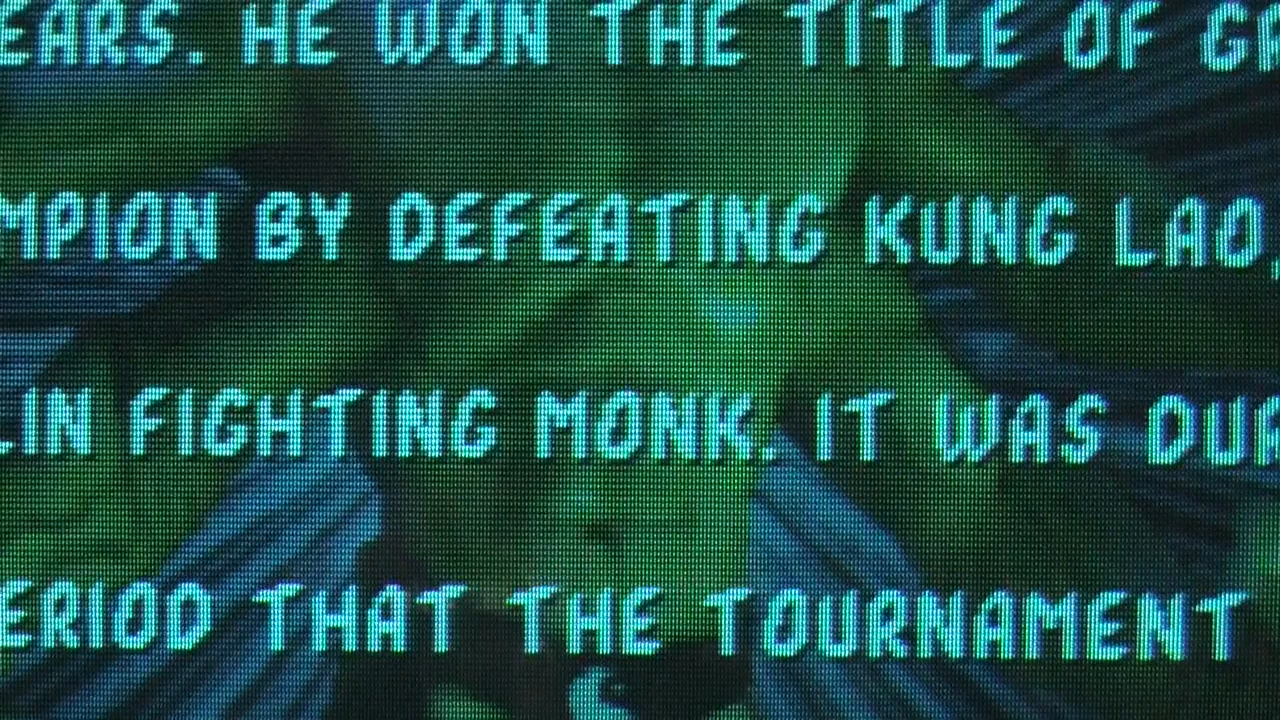 EARS. HE WON THE TITLE OF GR
MPION BY DEFEATING KUNG LAO,
LIN FIGHTING MONK. IT WAS DUR
ERIOD THAT THE TOURNAMENT